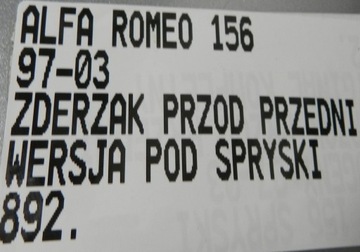 ALFA ROMEO 156
97-03
ZDERZAK PRZOD PRZEDNI
WERSJA POD SPRYSKI
892.